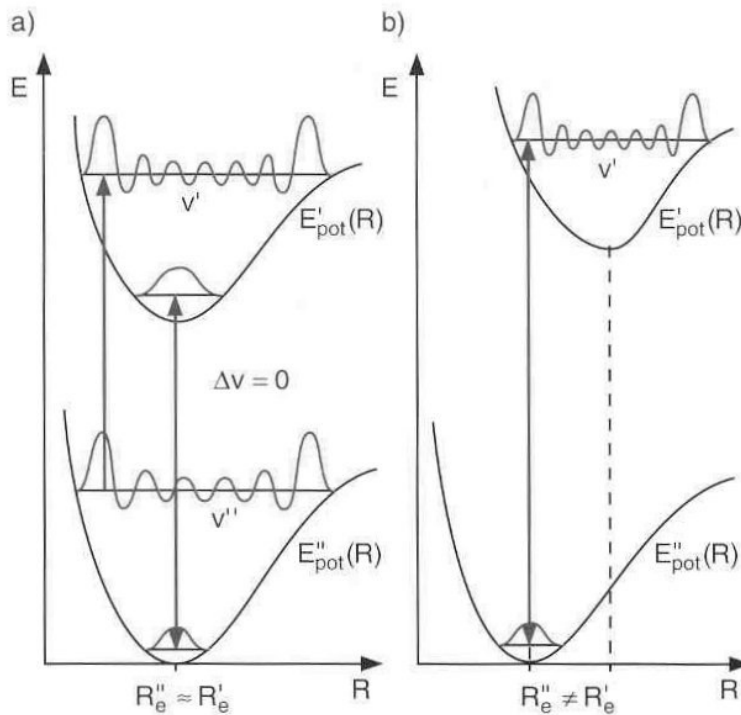 a)
E
v'
E'pot(R)
Δv = 0
v''
E''pot(R)
R
R''e ≈ R'e
b)
E
v'
E'pot(R)
E''pot(R)
R
R''e ≠ R'e